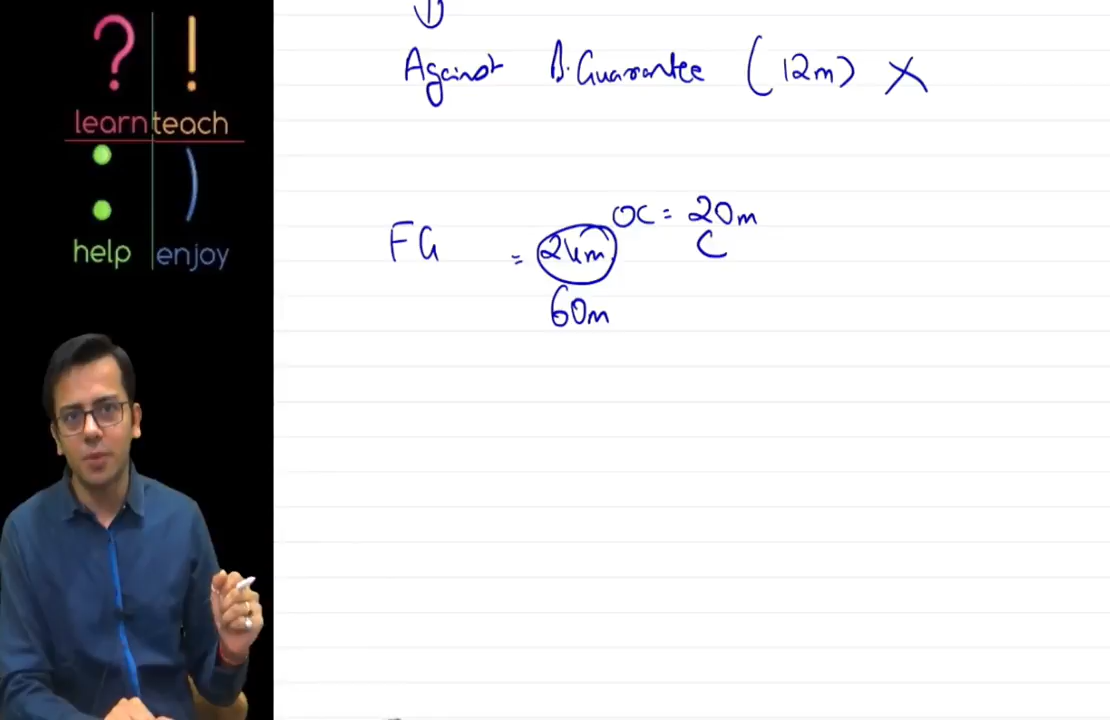 ? !
learn teach
: )
help enjoy
①
Against B.Guarantee (12m) X
OC = 20m
FG = 24m C
60m